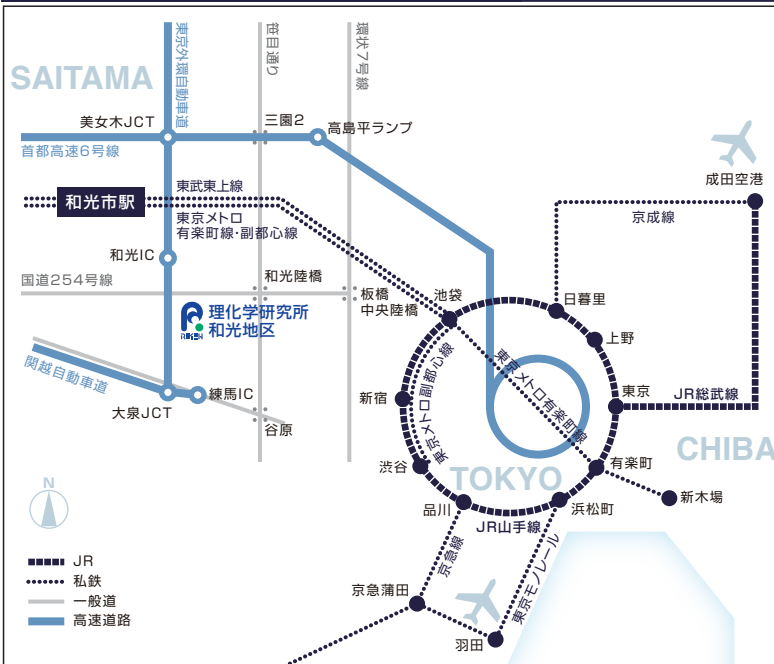 SAITAMA
東京外環自動車道
笹目通り
環状7号線
美女木JCT
三園2
高島平ランプ
首都高速6号線
成田空港
和光市駅
東武東上線
東京メトロ
有楽町線・副都心線
京成線
和光IC
国道254号線
和光陸橋
板橋
中央陸橋
池袋
日暮里
理化学研究所
和光地区
RIKEN
上野
関越自動車道
練馬IC
大泉JCT
谷原
新宿
東京メトロ副都心線
東京メトロ有楽町線
東京
JR総武線
CHIBA
渋谷
TOKYO
有楽町
新木場
品川
浜松町
JR山手線
N
京急線
東京モノレール
京急蒲田
羽田
JR
私鉄
一般道
高速道路